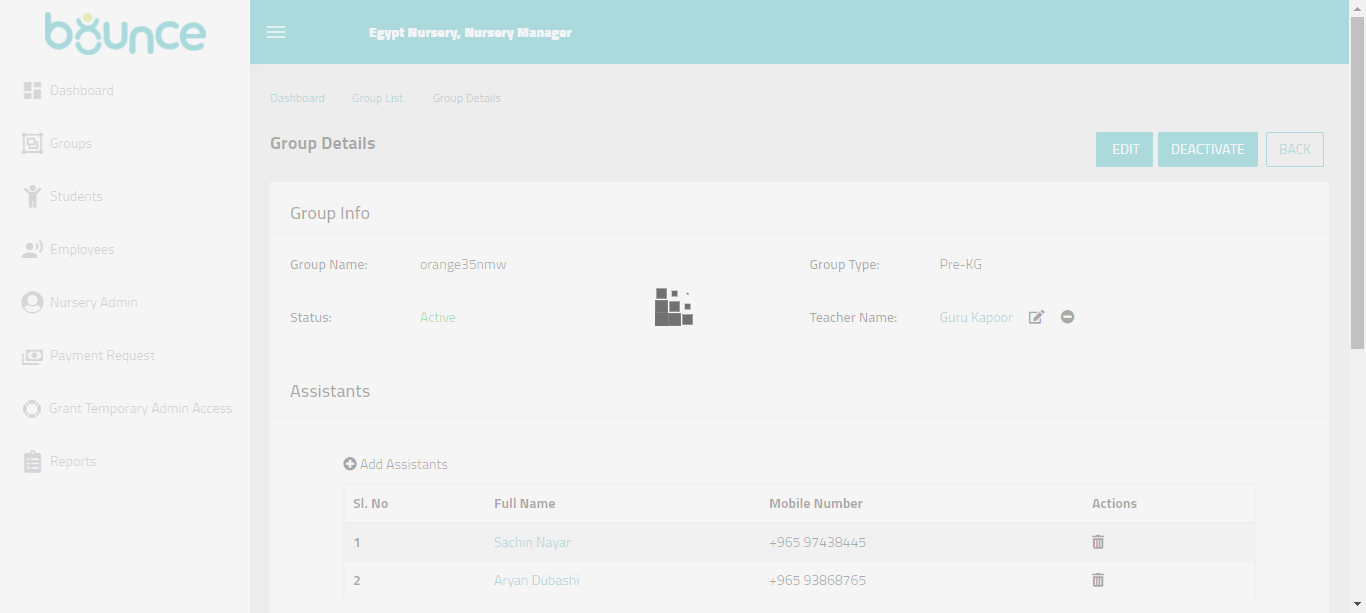 bounce
Egypt Nursery, Nursery Manager
Dashboard
Groups
Students
Employees
Nursery Admin
Payment Request
Grant Temporary Admin Access
Reports
Dashboard Group List Group Details
Group Details
EDIT DEACTIVATE BACK
Group Info
Group Name: orange35nmw Group Type: Pre-KG
Status: Active Teacher Name: Guru Kapoor
Assistants
Add Assistants
Sl. No Full Name Mobile Number Actions
1 Sachin Nayar +965 97438445
2 Aryan Dubashi +965 93868765